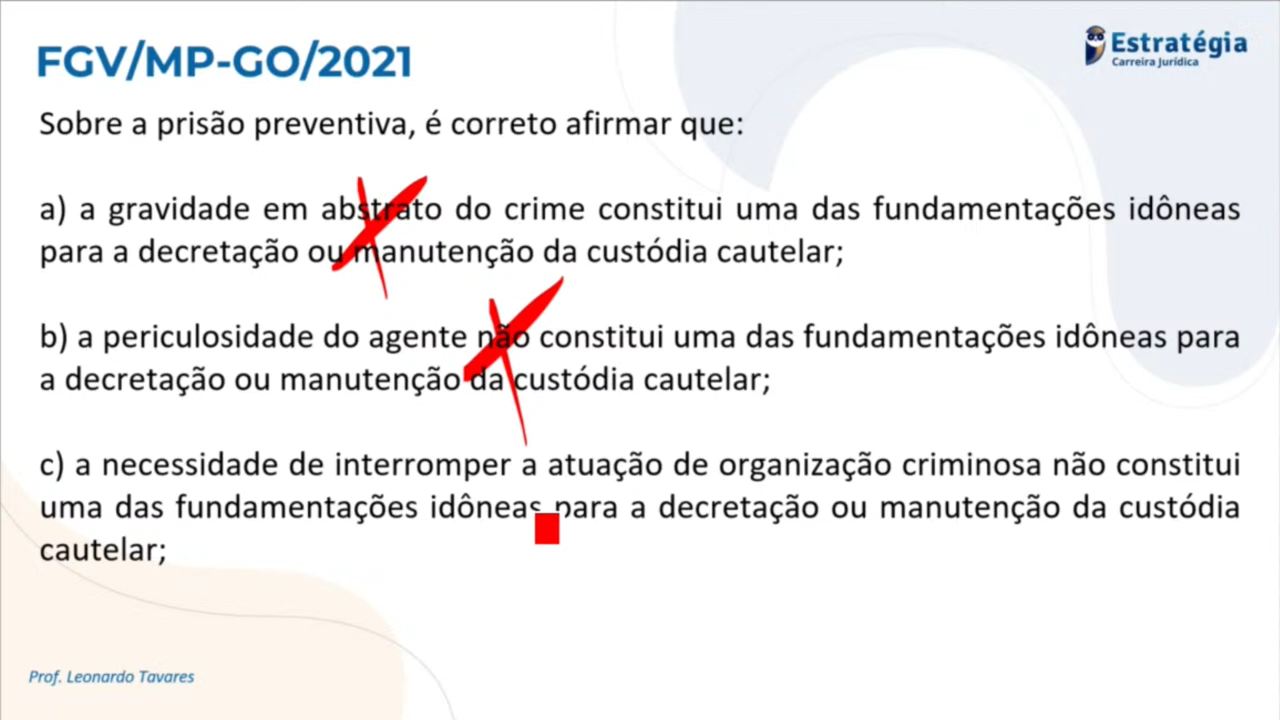 FGV/MP-GO/2021
Estratégia
Carreira Jurídica
Sobre a prisão preventiva, é correto afirmar que:
a) a gravidade em abstrato do crime constitui uma das fundamentações idôneas
para a decretação ou manutenção da custódia cautelar;
b) a periculosidade do agente não constitui uma das fundamentações idôneas para
a decretação ou manutenção da custódia cautelar;
c) a necessidade de interromper a atuação de organização criminosa não constitui
uma das fundamentações idôneas para a decretação ou manutenção da custódia
cautelar;
Prof. Leonardo Tavares